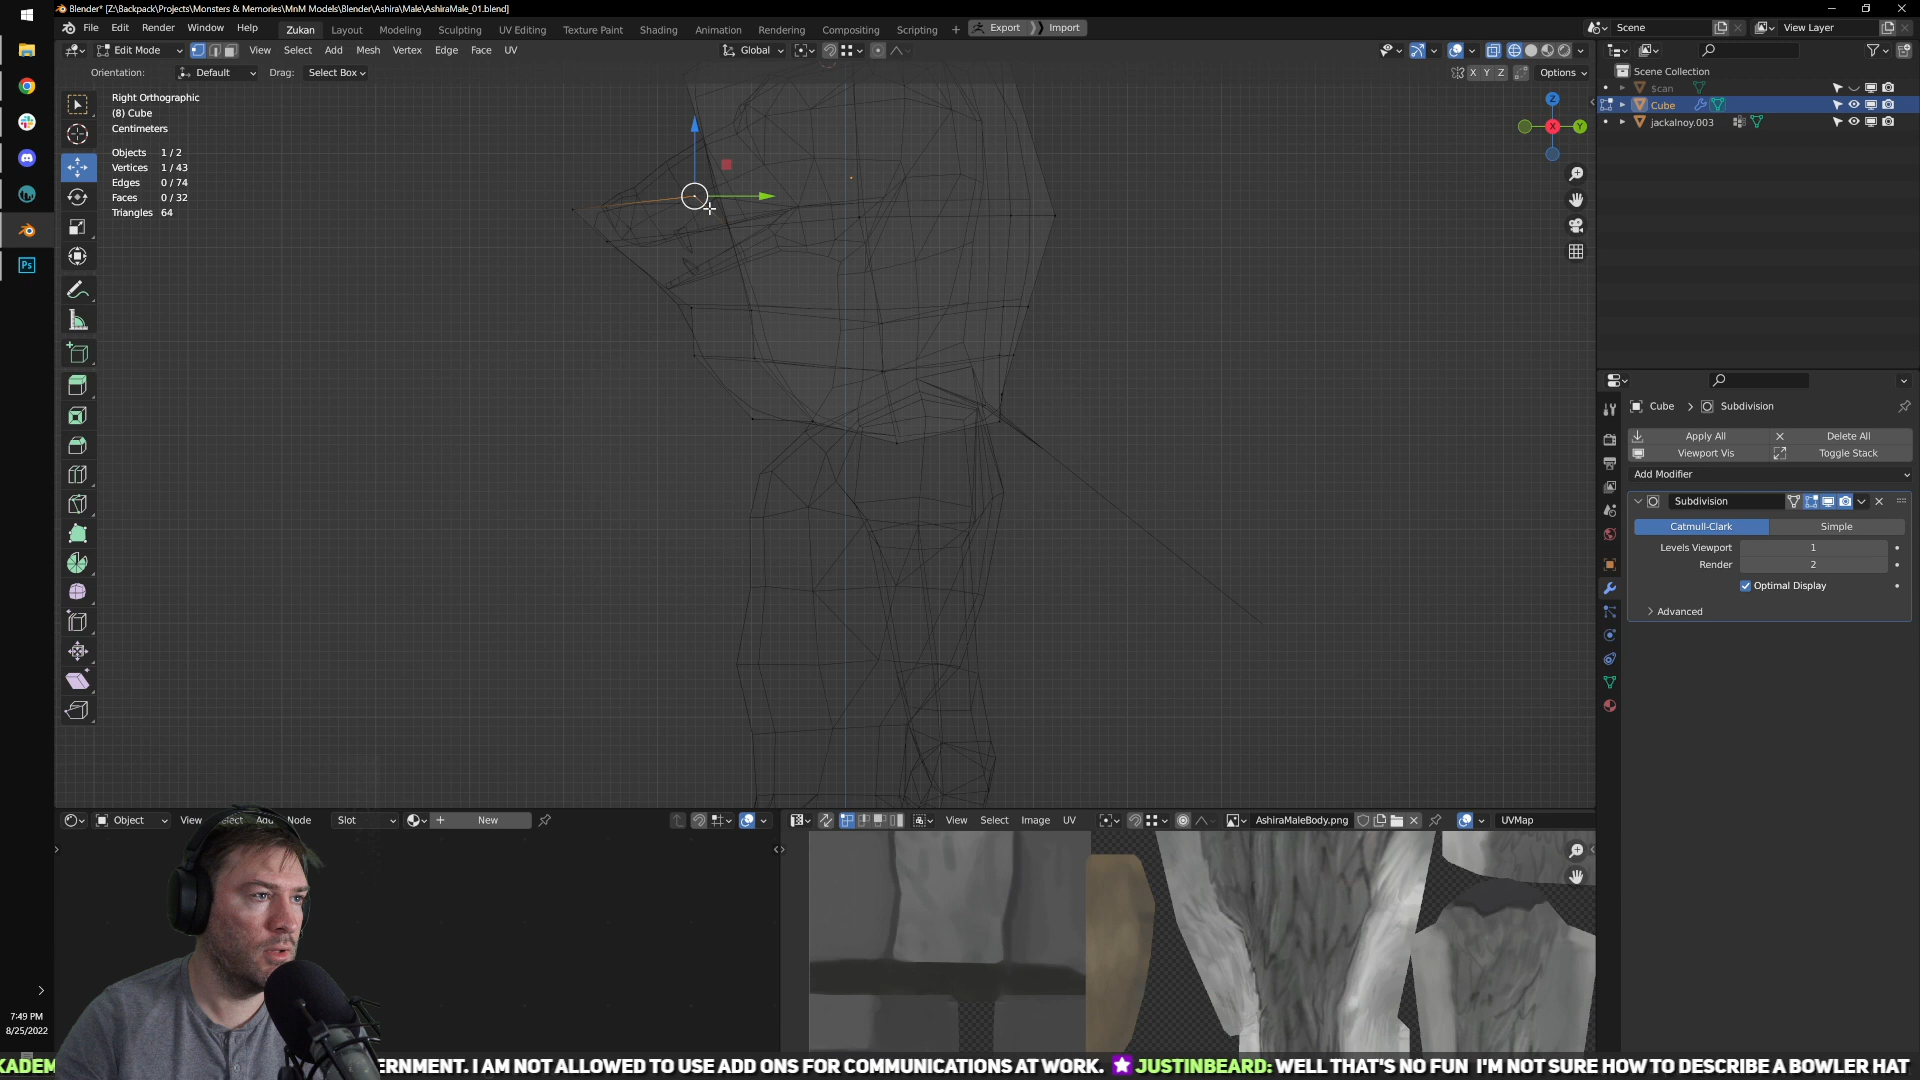 Blender* [Z:\Backpack\Projects\Monsters & Memories\MnM Models\Blender\Ashira\Male\AshiraMale_01.blend]
File Edit Render Window Help Zukan Layout Modeling Sculpting UV Editing Texture Paint Shading Animation Rendering Compositing Scripting + Export Import Scene View Layer
Edit Mode View Select Add Mesh Vertex Edge Face UV Global
Orientation: Default Drag: Select Box X Y Z Options
Right Orthographic
(8) Cube
Centimeters
Objects 1/2
Vertices 1/43
Edges 0/74
Faces 0/32
Triangles 64
Z
X
Y
Scene Collection
Scan
Cube
jackalnoy.003
Cube Subdivision
Apply All Delete All
Viewport Vis Toggle Stack
Add Modifier
Subdivision
Catmull-Clark Simple
Levels Viewport 1
Render 2
Optimal Display
Advanced
Ps
Object View Node Slot New
View Select Image UV AshiraMaleBody.png UVMap
7:49 PM
8/25/2022
ERNMENT. I AM NOT ALLOWED TO USE ADD ONS FOR COMMUNICATIONS AT WORK. JUSTINBEARD: WELL THAT'S NO FUN I'M NOT SURE HOW TO DESCRIBE A BOWLER HAT